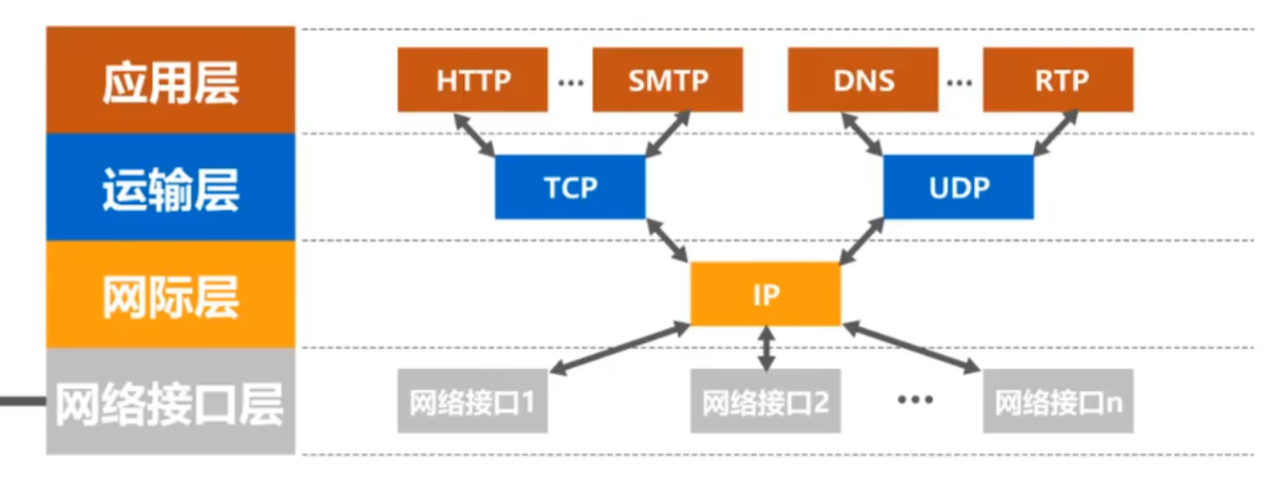 应用层
HTTP ... SMTP DNS ... RTP
运输层
TCP UDP
网际层
IP
网络接口层
网络接口1 网络接口2 ... 网络接口n